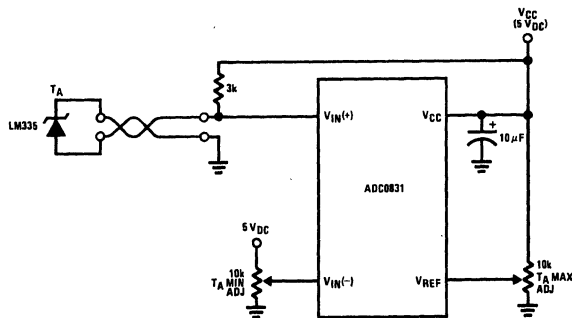 VCC
(5 VDC)
TA
3k
LM335
VIN(+)
VCC
+
10 µF
ADC0831
5 VDC
10k
TA MIN
ADJ
VIN(−)
VREF
10k
TA MAX
ADJ